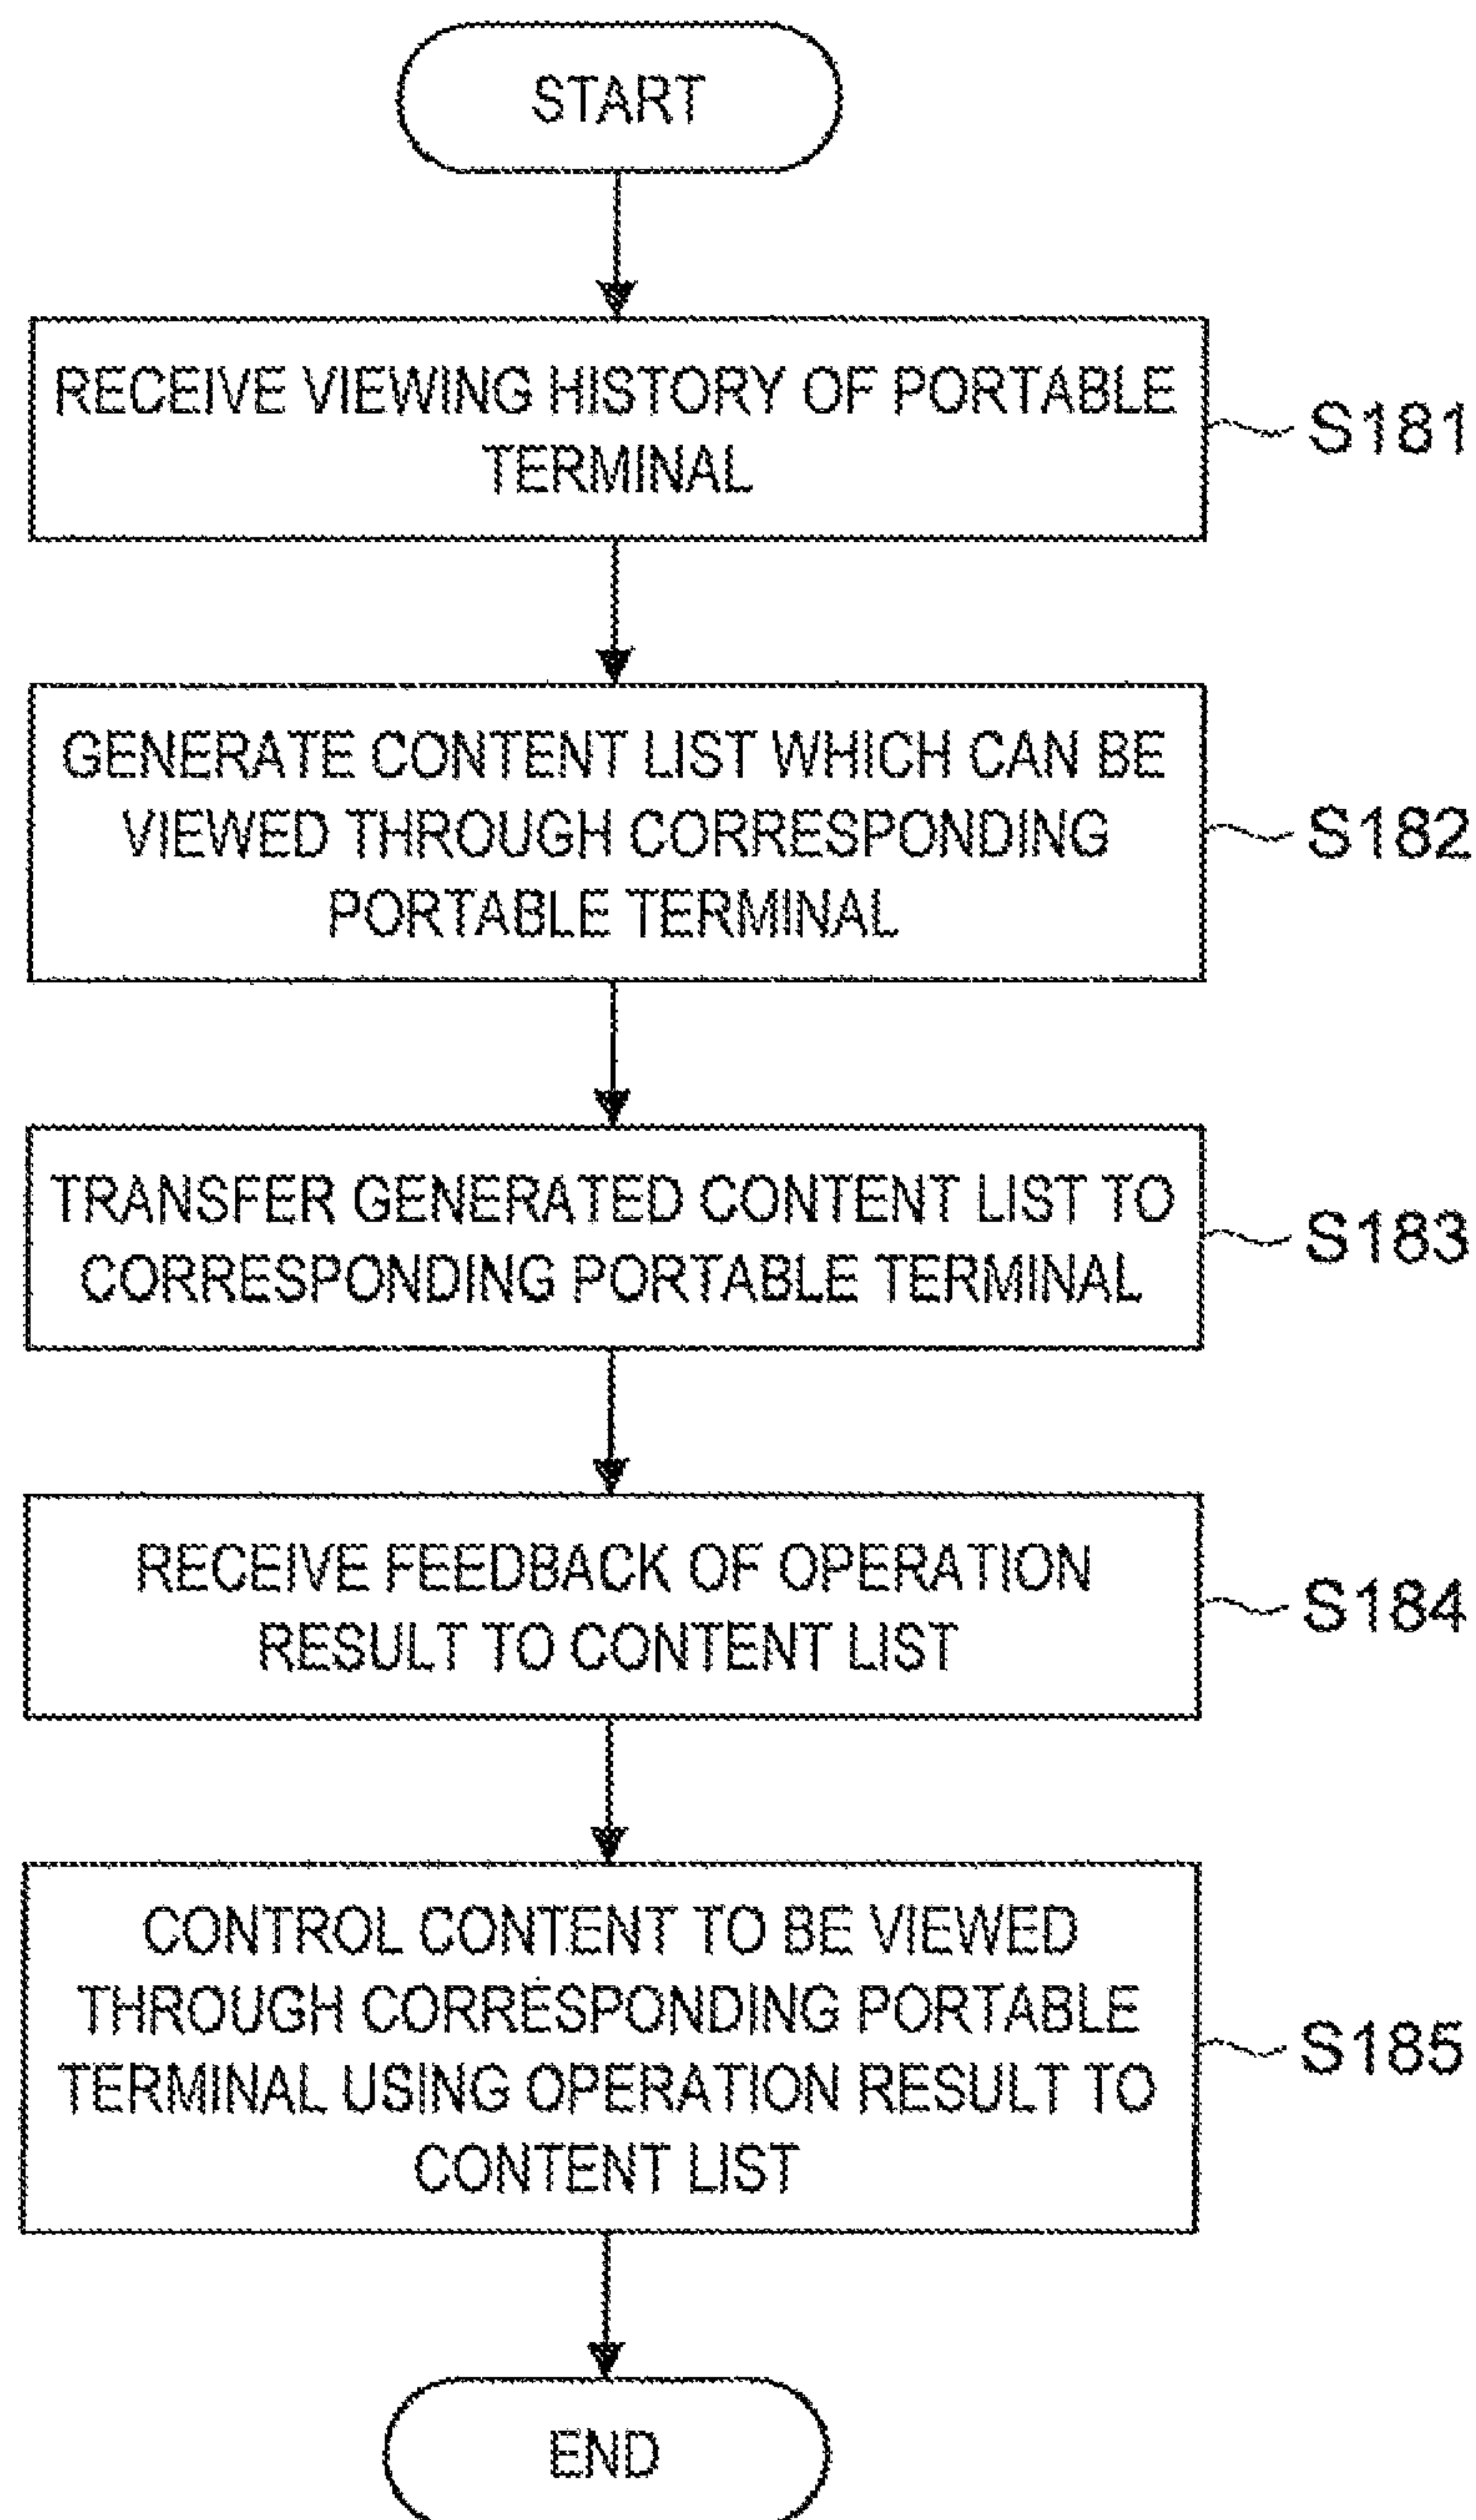 START
RECEIVE VIEWING HISTORY OF PORTABLE
TERMINAL
S181
GENERATE CONTENT LIST WHICH CAN BE
VIEWED THROUGH CORRESPONDING
PORTABLE TERMINAL
S182
TRANSFER GENERATED CONTENT LIST TO
CORRESPONDING PORTABLE TERMINAL
S183
RECEIVE FEEDBACK OF OPERATION
RESULT TO CONTENT LIST
S184
CONTROL CONTENT TO BE VIEWED
THROUGH CORRESPONDING PORTABLE
TERMINAL USING OPERATION RESULT TO
CONTENT LIST
S185
END